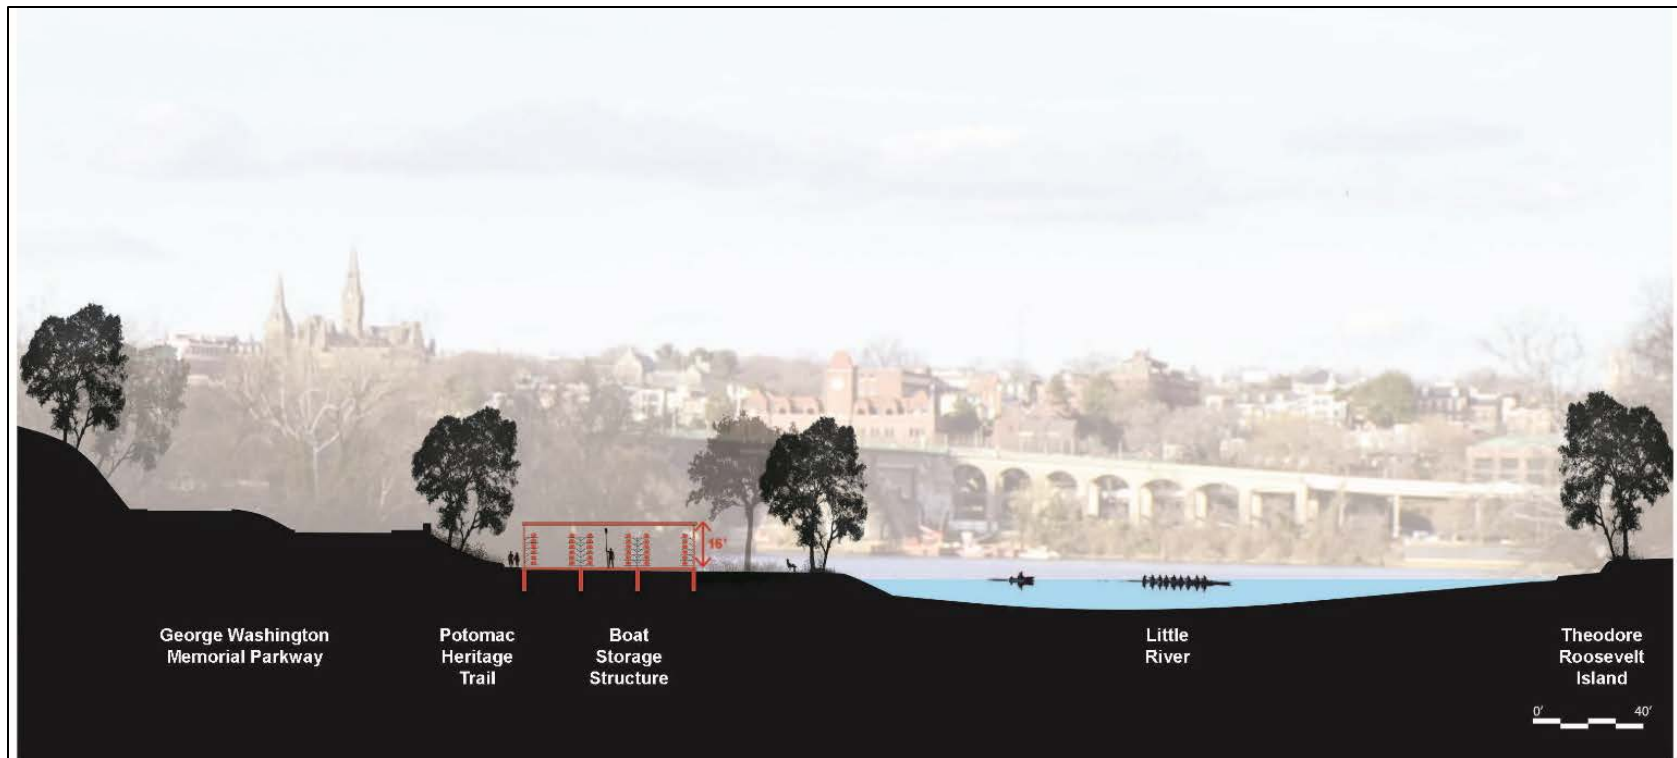 16'
George Washington
Memorial Parkway
Potomac
Heritage
Trail
Boat
Storage
Structure
Little
River
Theodore
Roosevelt
Island
0' 40'